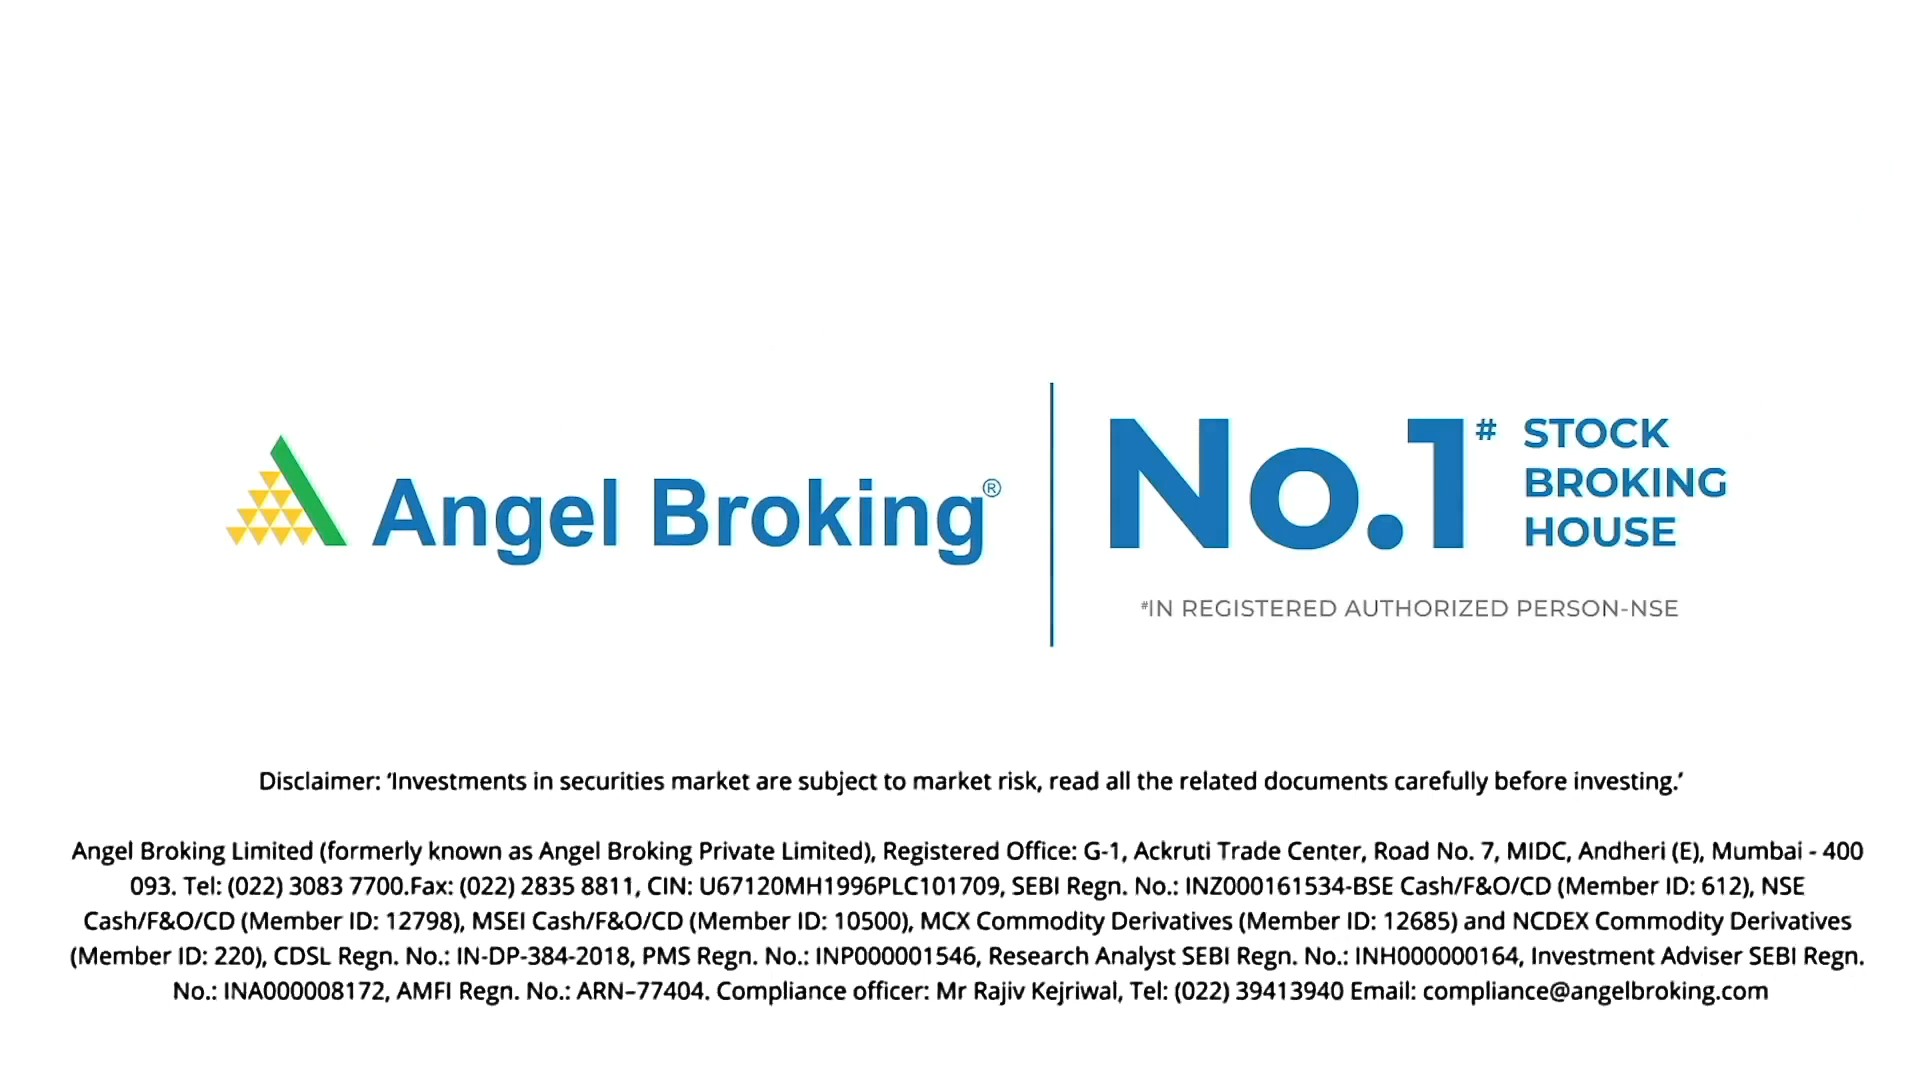 Angel Broking®
No.1# STOCK
BROKING
HOUSE
#IN REGISTERED AUTHORIZED PERSON-NSE
Disclaimer: ‘Investments in securities market are subject to market risk, read all the related documents carefully before investing.’
Angel Broking Limited (formerly known as Angel Broking Private Limited), Registered Office: G-1, Ackruti Trade Center, Road No. 7, MIDC, Andheri (E), Mumbai - 400
093. Tel: (022) 3083 7700.Fax: (022) 2835 8811, CIN: U67120MH1996PLC101709, SEBI Regn. No.: INZ000161534-BSE Cash/F&O/CD (Member ID: 612), NSE
Cash/F&O/CD (Member ID: 12798), MSEI Cash/F&O/CD (Member ID: 10500), MCX Commodity Derivatives (Member ID: 12685) and NCDEX Commodity Derivatives
(Member ID: 220), CDSL Regn. No.: IN-DP-384-2018, PMS Regn. No.: INP000001546, Research Analyst SEBI Regn. No.: INH000000164, Investment Adviser SEBI Regn.
No.: INA000008172, AMFI Regn. No.: ARN–77404. Compliance officer: Mr Rajiv Kejriwal, Tel: (022) 39413940 Email: compliance@angelbroking.com